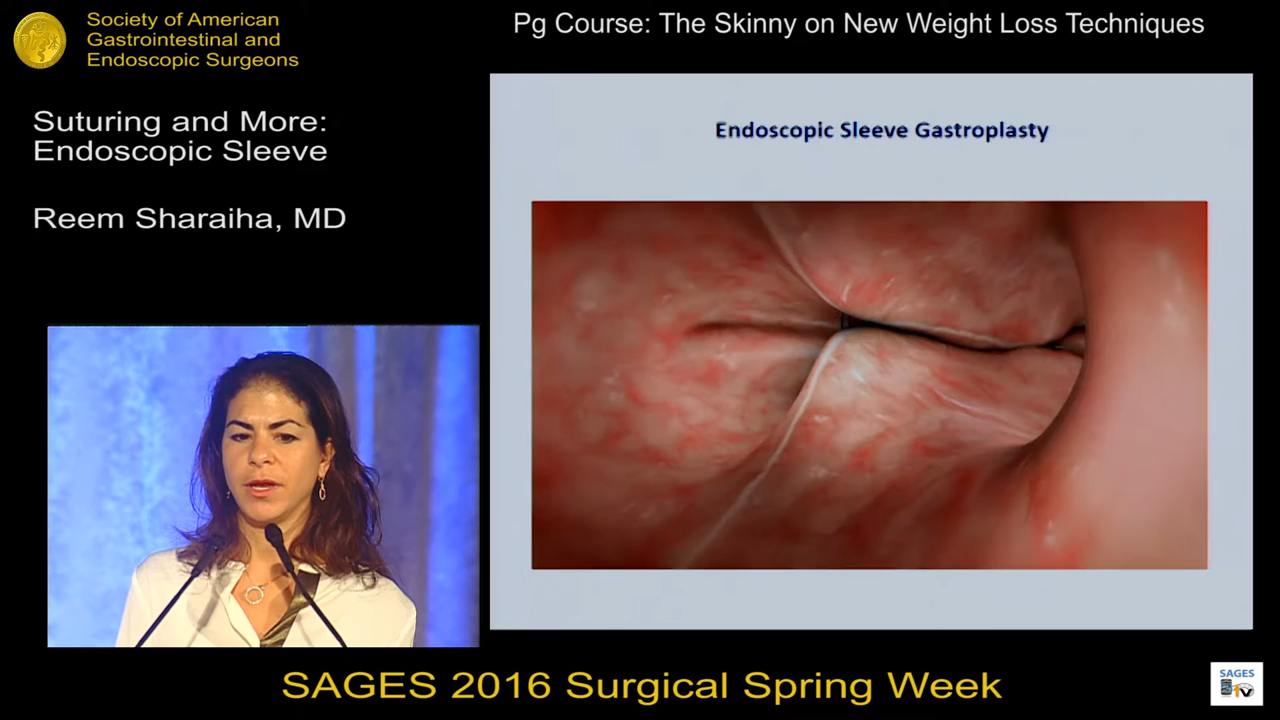 Society of American
Gastrointestinal and
Endoscopic Surgeons
Pg Course: The Skinny on New Weight Loss Techniques
Suturing and More:
Endoscopic Sleeve
Reem Sharaiha, MD
Endoscopic Sleeve Gastroplasty
SAGES 2016 Surgical Spring Week
SAGES
TV